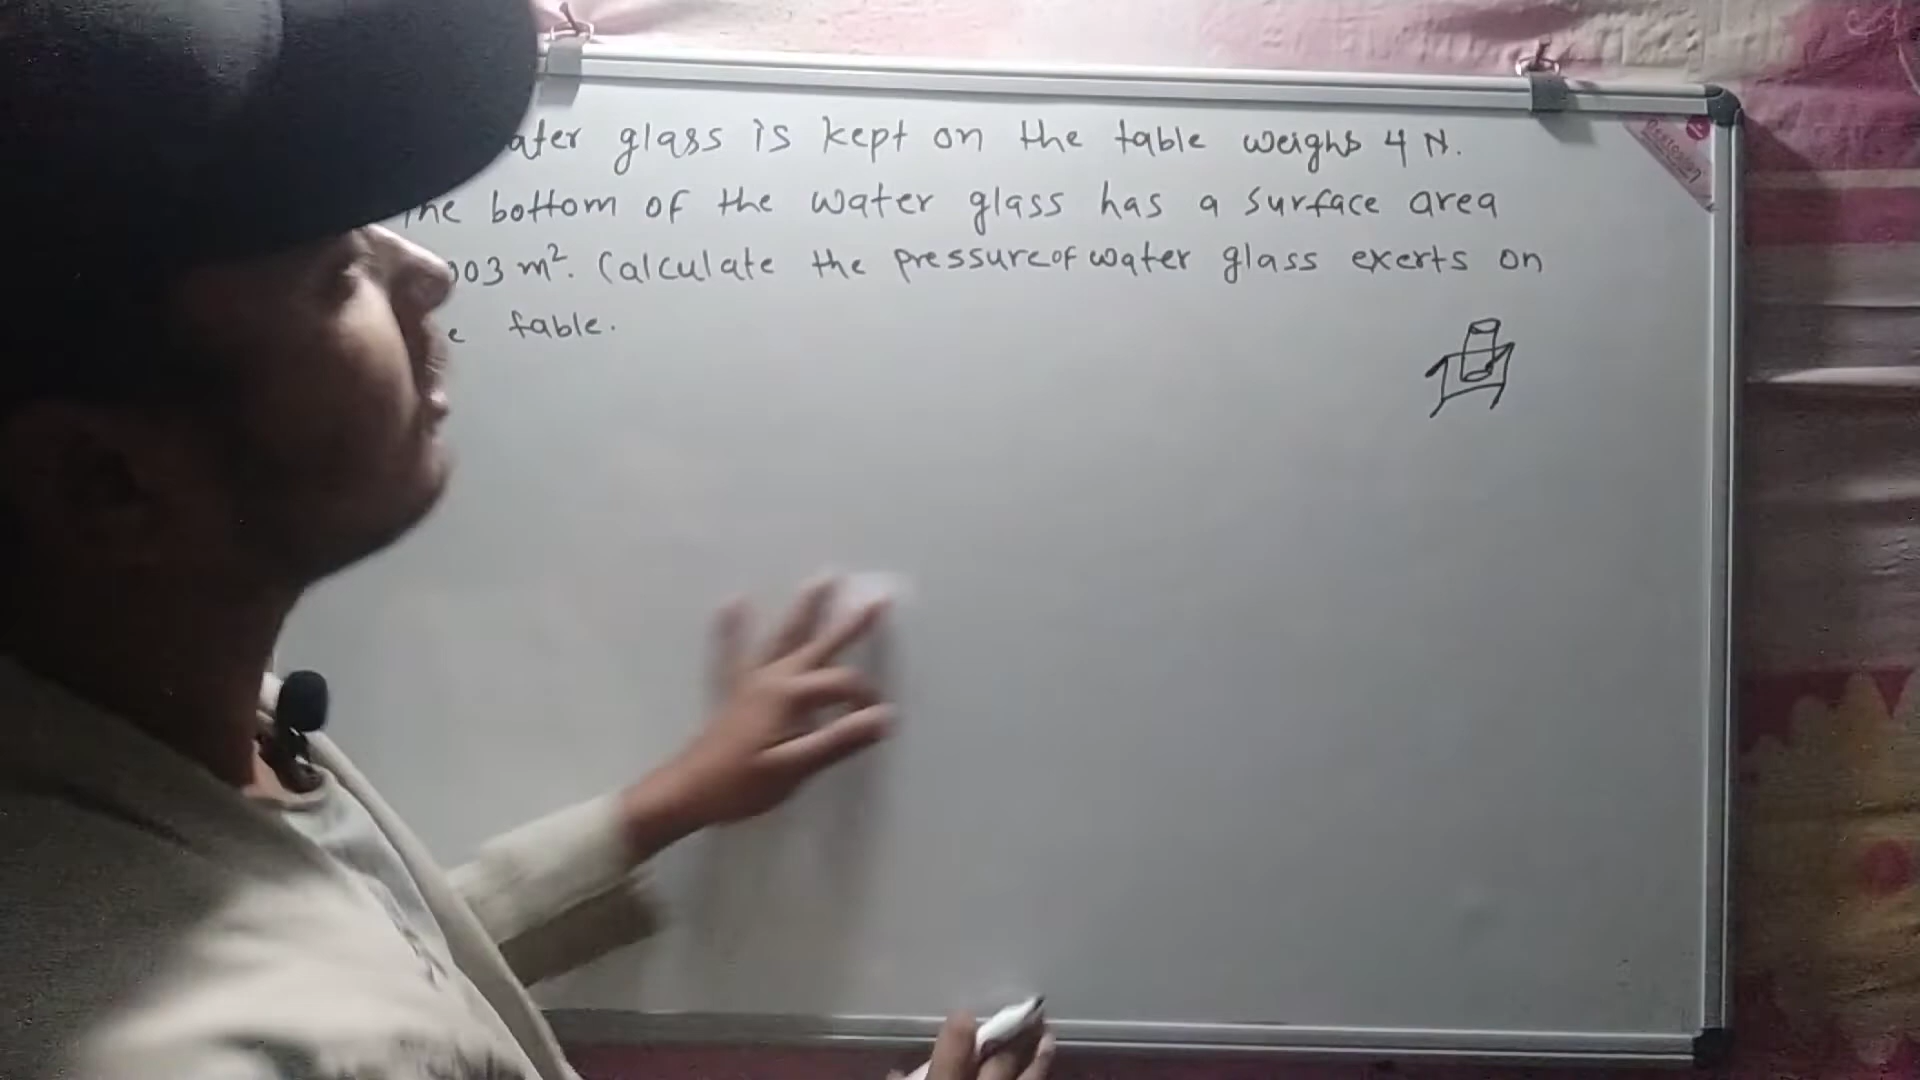 ater glass is kept on the table weighs 4 N.
The bottom of the water glass has a surface area
003 m². Calculate the pressure of water glass exerts on
e table.